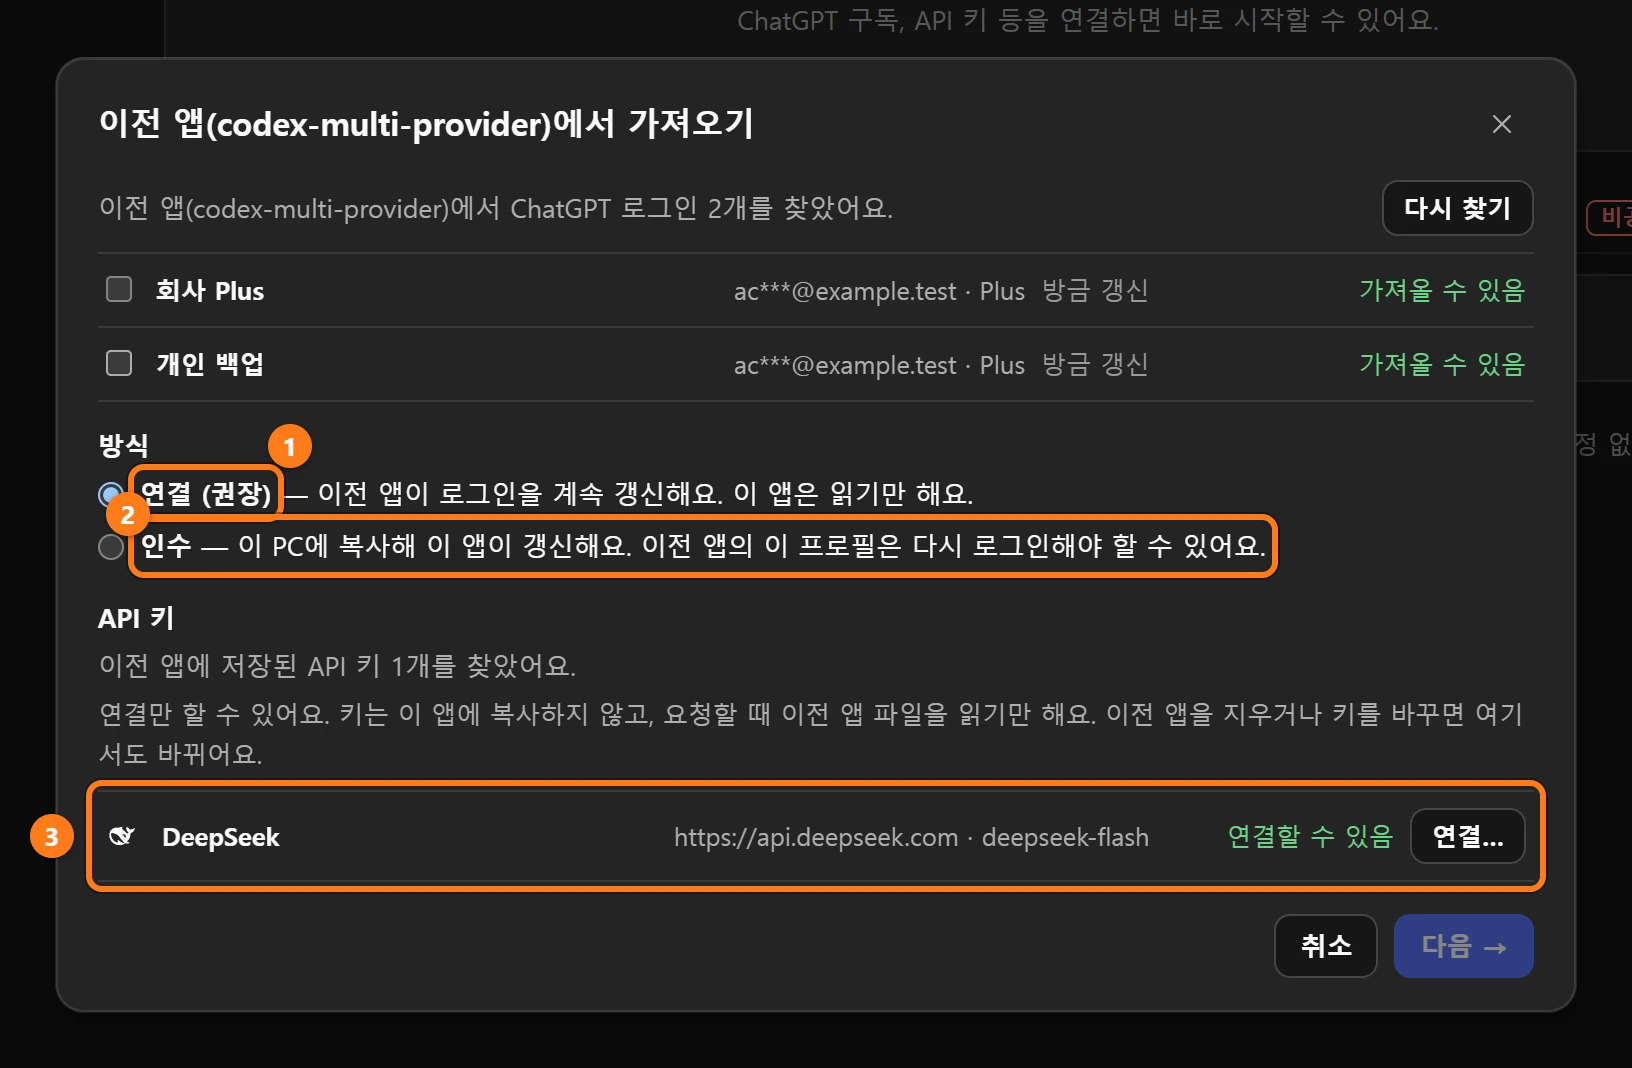 ChatGPT 구독, API 키 등을 연결하면 바로 시작할 수 있어요.
이전 앱(codex-multi-provider)에서 가져오기
이전 앱(codex-multi-provider)에서 ChatGPT 로그인 2개를 찾았어요.
다시 찾기
회사 Plus
ac***@example.test · Plus 방금 갱신
가져올 수 있음
개인 백업
ac***@example.test · Plus 방금 갱신
가져올 수 있음
방식
1
연결 (권장) — 이전 앱이 로그인을 계속 갱신해요. 이 앱은 읽기만 해요.
2
인수 — 이 PC에 복사해 이 앱이 갱신해요. 이전 앱의 이 프로필은 다시 로그인해야 할 수 있어요.
API 키
이전 앱에 저장된 API 키 1개를 찾았어요.
연결만 할 수 있어요. 키는 이 앱에 복사하지 않고, 요청할 때 이전 앱 파일을 읽기만 해요. 이전 앱을 지우거나 키를 바꾸면 여기
서도 바뀌어요.
3
DeepSeek
https://api.deepseek.com · deepseek-flash
연결할 수 있음
연결...
취소
다음 →